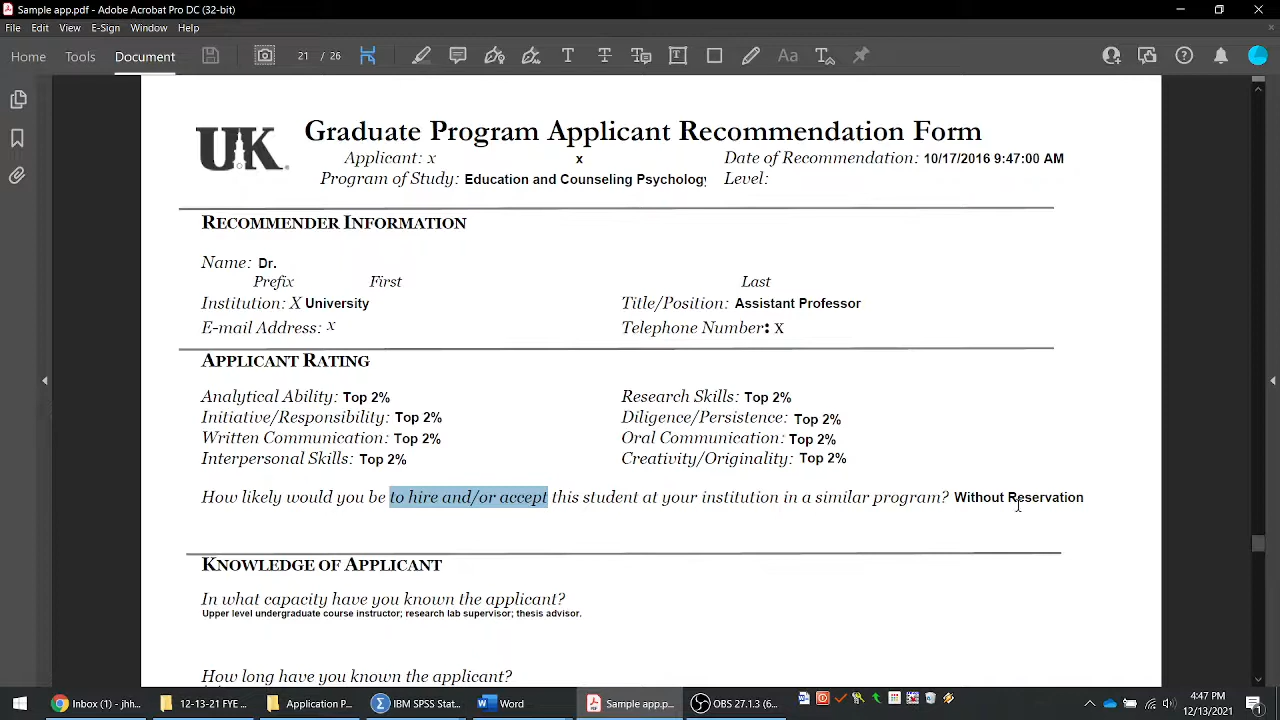 Sample app.pdf - Adobe Acrobat Pro DC (32-bit)
File Edit View E-Sign Window Help
Home Tools Document 21 / 26
UK
Graduate Program Applicant Recommendation Form
Applicant: x x Date of Recommendation: 10/17/2016 9:47:00 AM
Program of Study: Education and Counseling Psychology Level:
RECOMMENDER INFORMATION
Name: Dr.
Prefix First Last
Institution: X University Title/Position: Assistant Professor
E-mail Address: x Telephone Number: X
APPLICANT RATING
Analytical Ability: Top 2% Research Skills: Top 2%
Initiative/Responsibility: Top 2% Diligence/Persistence: Top 2%
Written Communication: Top 2% Oral Communication: Top 2%
Interpersonal Skills: Top 2% Creativity/Originality: Top 2%
How likely would you be to hire and/or accept this student at your institution in a similar program? Without Reservation
KNOWLEDGE OF APPLICANT
In what capacity have you known the applicant?
Upper level undergraduate course instructor; research lab supervisor; thesis advisor.
How long have you known the applicant?
Inbox (1) - jhh... 12-13-21 FYE ... Application P... IBM SPSS Stat... Word Sample app.p... OBS 27.1.3 (6... 4:47 PM
12/13/2021